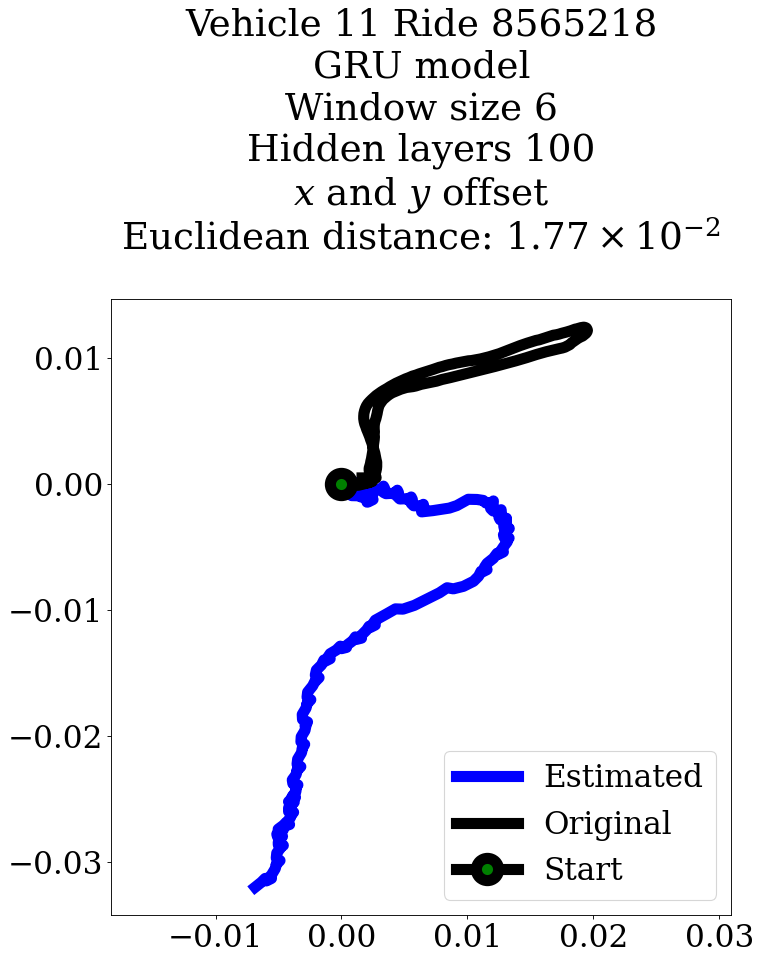 Vehicle 11 Ride 8565218
GRU model
Window size 6
Hidden layers 100
x and y offset
Euclidean distance: 1.77 × 10⁻²
0.01
0.00
−0.01
−0.02
−0.03
Estimated
Original
Start
−0.01 0.00 0.01 0.02 0.03